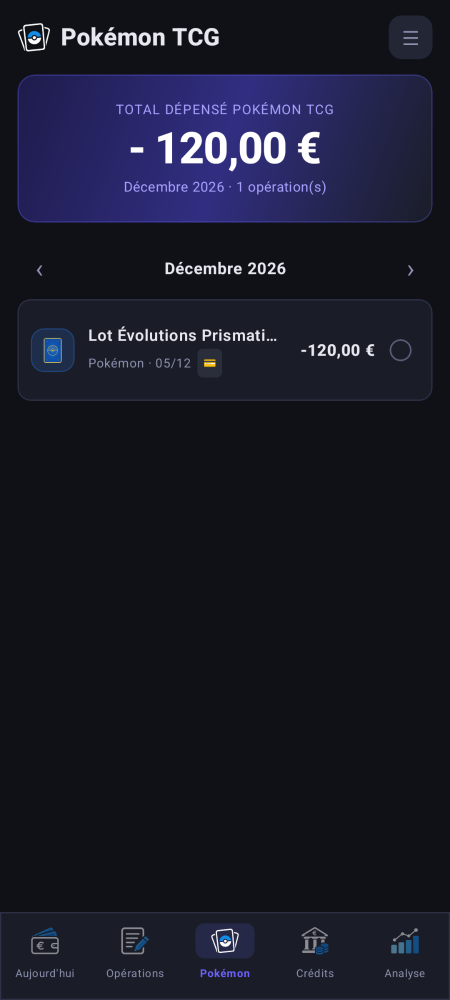 Pokémon TCG
TOTAL DÉPENSÉ POKÉMON TCG
- 120,00 €
Décembre 2026 · 1 opération(s)
‹ Décembre 2026 ›
Lot Évolutions Prismati...
-120,00 €
Pokémon · 05/12
Aujourd'hui
Opérations
Pokémon
Crédits
Analyse